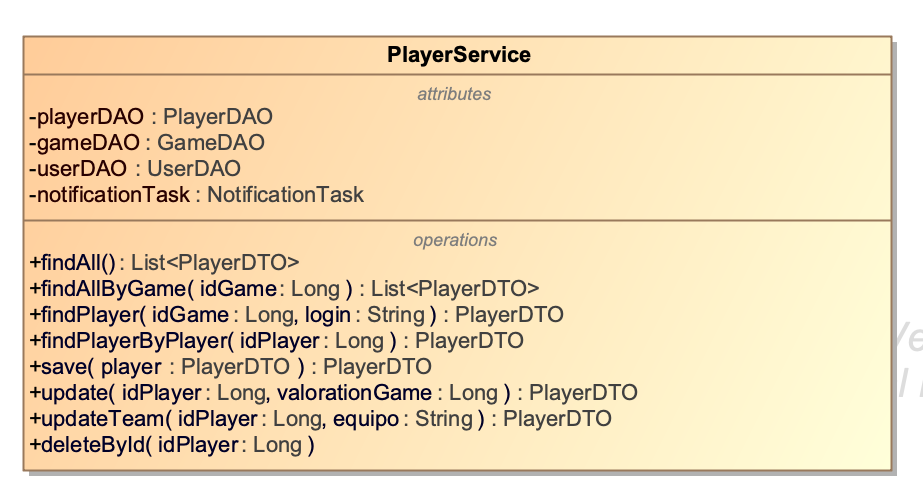 PlayerService
attributes
-playerDAO : PlayerDAO
-gameDAO : GameDAO
-userDAO : UserDAO
-notificationTask : NotificationTask
operations
+findAll() : List<PlayerDTO>
+findAllByGame( idGame : Long ) : List<PlayerDTO>
+findPlayer( idGame : Long, login : String ) : PlayerDTO
+findPlayerByPlayer( idPlayer : Long ) : PlayerDTO
+save( player : PlayerDTO ) : PlayerDTO
+update( idPlayer : Long, valorationGame : Long ) : PlayerDTO
+updateTeam( idPlayer : Long, equipo : String ) : PlayerDTO
+deleteById( idPlayer : Long )